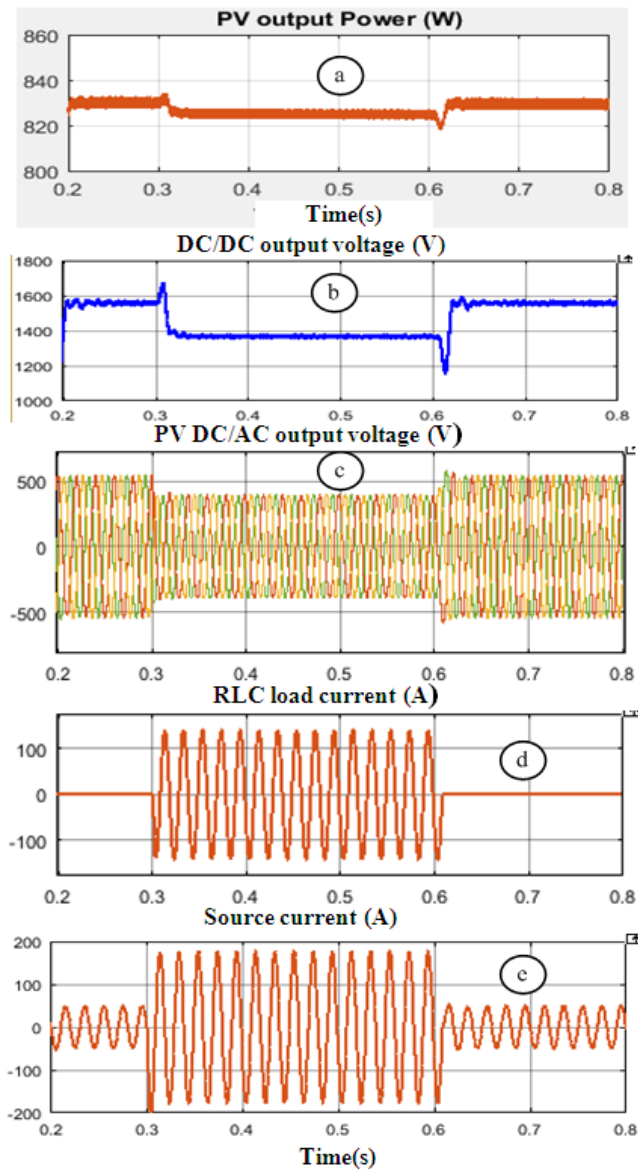 PV output Power (W)
860
840
820
800
a
0.2 0.3 0.4 0.5 0.6 0.7 0.8
Time(s)
DC/DC output voltage (V)
1800
1600
1400
1200
1000
b
0.2 0.3 0.4 0.5 0.6 0.7 0.8
PV DC/AC output voltage (V)
500
0
-500
c
0.2 0.3 0.4 0.5 0.6 0.7 0.8
RLC load current (A)
100
0
-100
d
0.2 0.3 0.4 0.5 0.6 0.7 0.8
Source current (A)
200
100
0
-100
-200
e
0.2 0.3 0.4 0.5 0.6 0.7 0.8
Time(s)